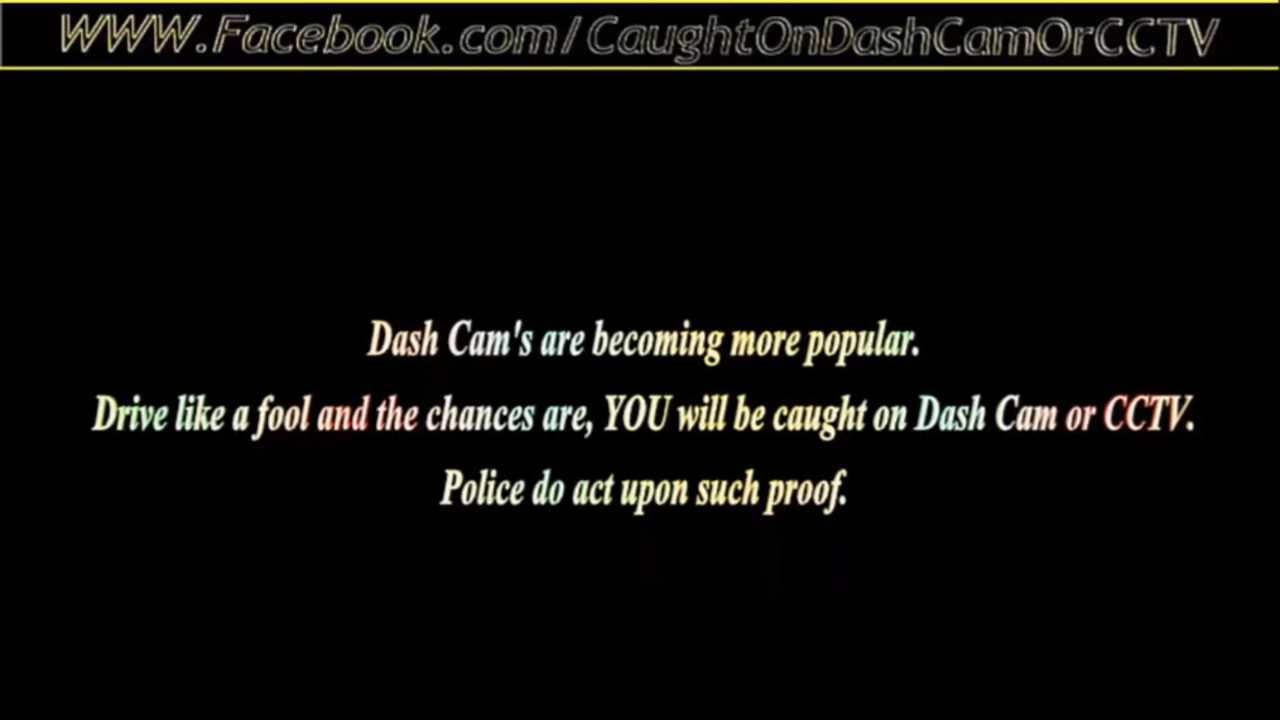 WWW.Facebook.com/CaughtOnDashCamOrCCTV
Dash Cam's are becoming more popular.
Drive like a fool and the chances are, YOU will be caught on Dash Cam or CCTV.
Police do act upon such proof.